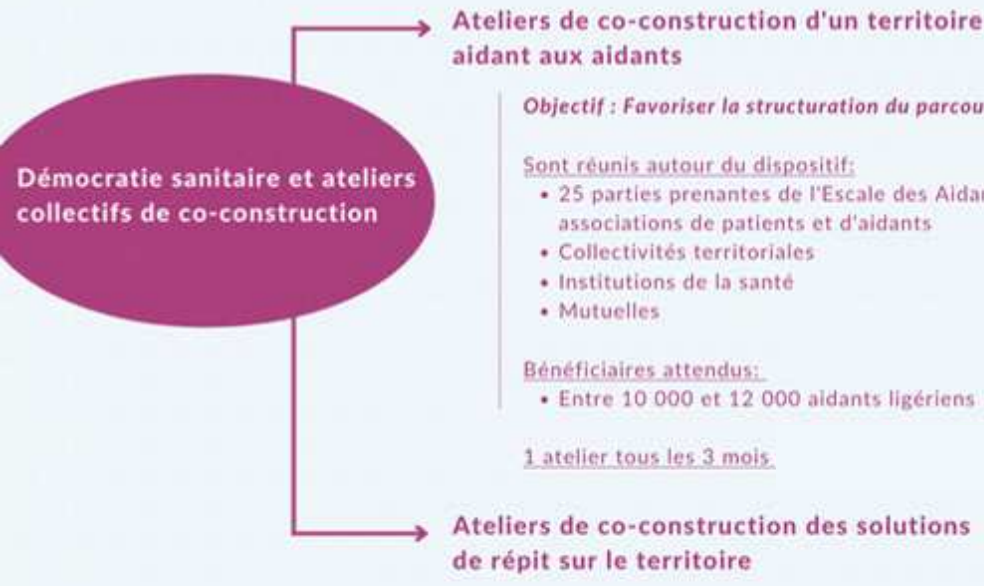 Ateliers de co-construction d'un territoire
aidant aux aidants
Objectif : Favoriser la structuration du
Démocratie sanitaire et ateliers
collectifs de co-construction
Sont réunis autour du dispositif:
• 25 parties prenantes de l'Escale des
associations de patients et d'aidants
• Collectivités territoriales
• Institutions de la santé
• Mutuelles
Bénéficiaires attendus:
• Entre 10 000 et 12 000 aidants ligériens
1 atelier tous les 3 mois
Ateliers de co-construction des solutions
de répit sur le territoire